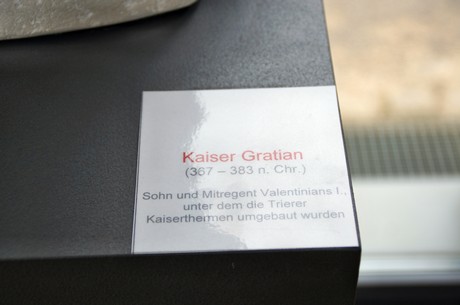 Kaiser Gratian
(367 – 383 n. Chr.)
Sohn und Mitregent Valentinians I.,
unter dem die Trierer
Kaiserthermen umgebaut wurden